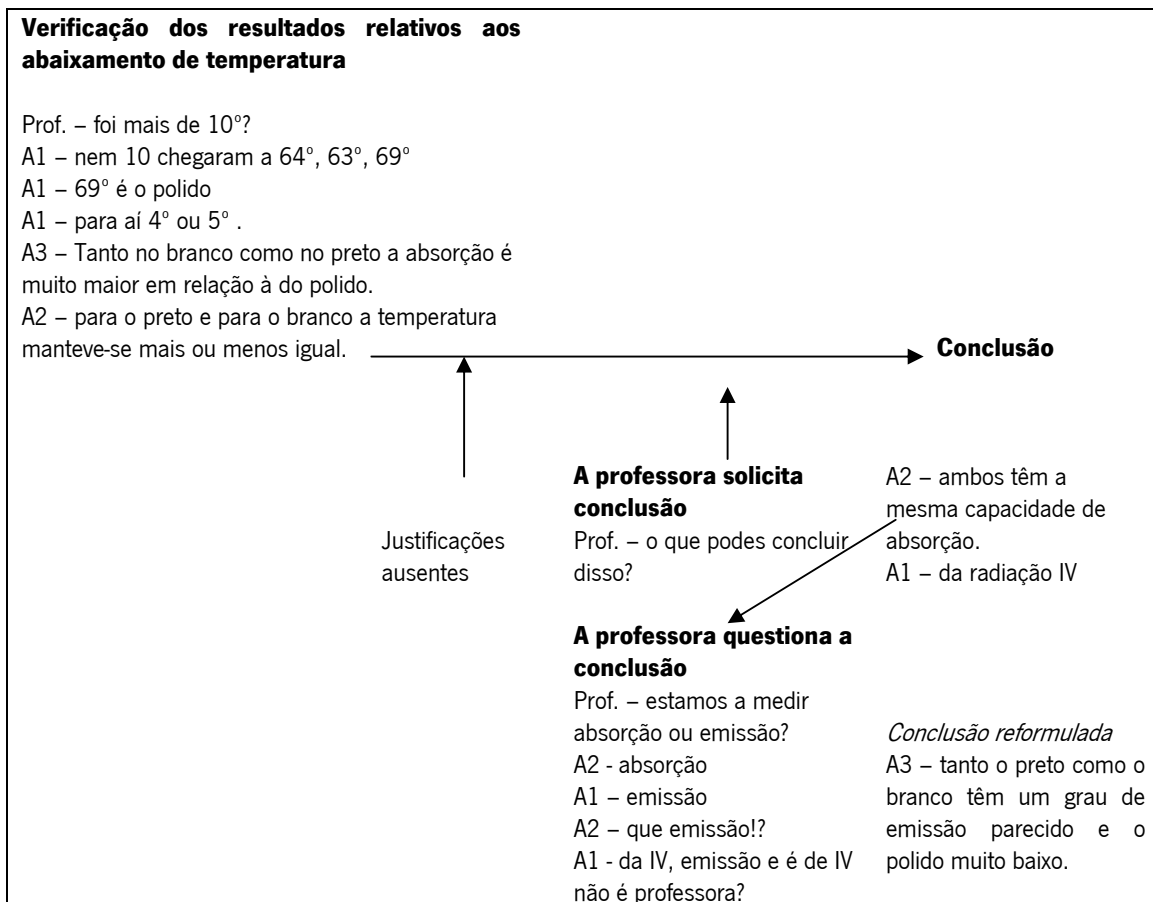 Verificação dos resultados relativos aos
abaixamento de temperatura
Prof. – foi mais de 10º?
A1 – nem 10 chegaram a 64º, 63º, 69º
A1 – 69º é o polido
A1 – para aí 4º ou 5º .
A3 – Tanto no branco como no preto a absorção é
muito maior em relação à do polido.
A2 – para o preto e para o branco a temperatura
manteve-se mais ou menos igual.
Conclusão
Justificações
ausentes
A professora solicita
conclusão
Prof. – o que podes concluir
disso?
A2 – ambos têm a
mesma capacidade de
absorção.
A1 – da radiação IV
A professora questiona a
conclusão
Prof. – estamos a medir
absorção ou emissão?
A2 - absorção
A1 – emissão
A2 – que emissão!?
A1 - da IV, emissão e é de IV
não é professora?
Conclusão reformulada
A3 – tanto o preto como o
branco têm um grau de
emissão parecido e o
polido muito baixo.